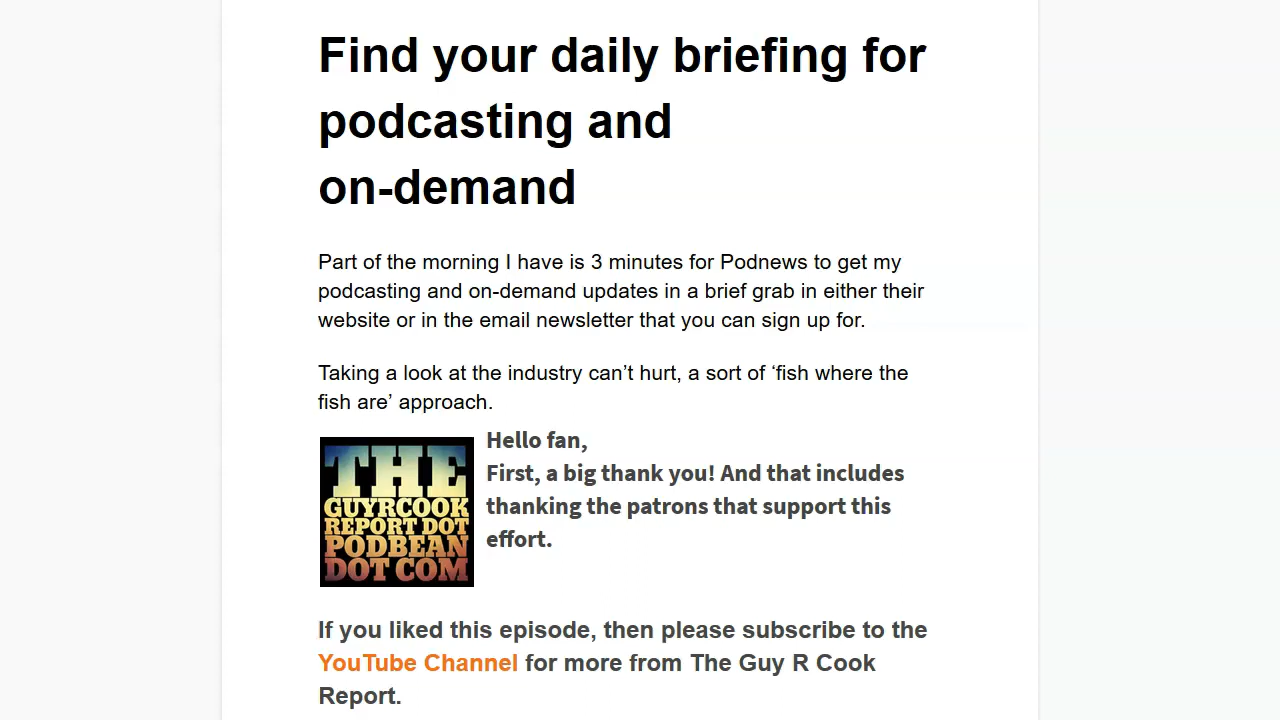 Find your daily briefing for
podcasting and
on-demand
Part of the morning I have is 3 minutes for Podnews to get my
podcasting and on-demand updates in a brief grab in either their
website or in the email newsletter that you can sign up for.
Taking a look at the industry can’t hurt, a sort of ‘fish where the
fish are’ approach.
THE
GUYRCOOK
REPORT DOT
PODBEAN
DOT COM
Hello fan,
First, a big thank you! And that includes
thanking the patrons that support this
effort.
If you liked this episode, then please subscribe to the
YouTube Channel for more from The Guy R Cook
Report.